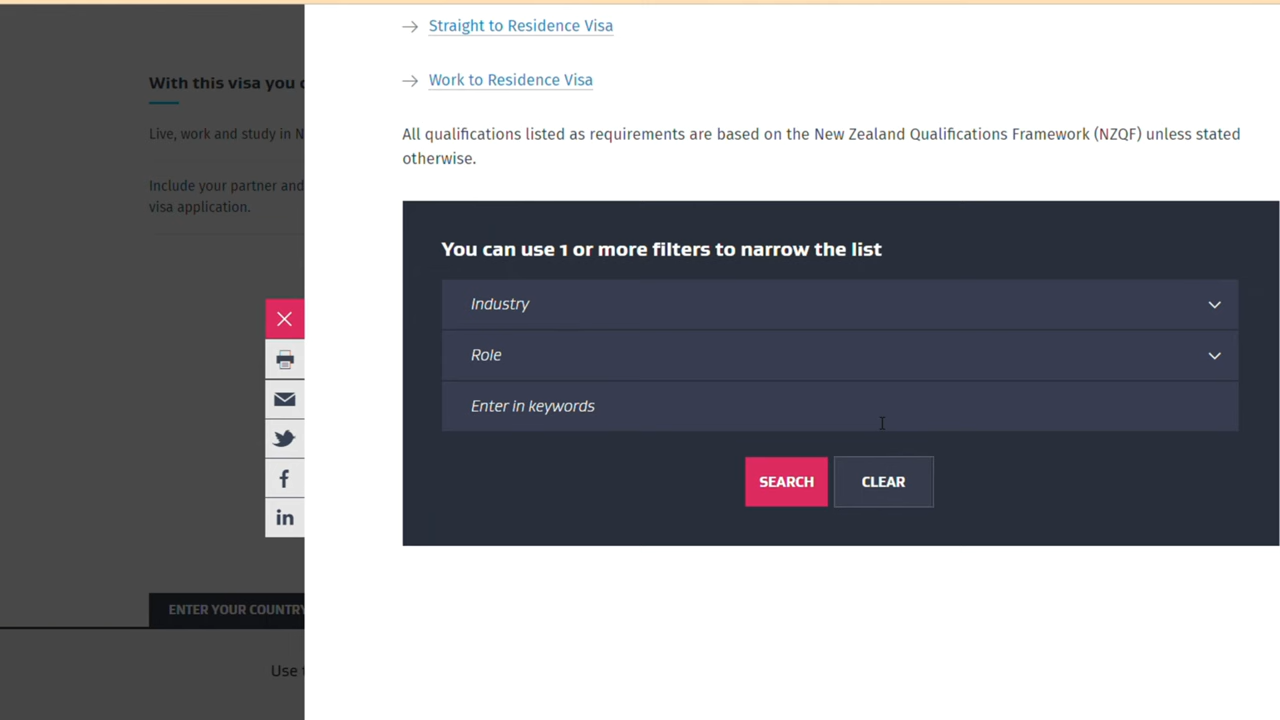 Straight to Residence Visa
With this visa you
Work to Residence Visa
Live, work and study in N
All qualifications listed as requirements are based on the New Zealand Qualifications Framework (NZQF) unless stated
otherwise.
Include your partner and
visa application.
You can use 1 or more filters to narrow the list
Industry
Role
Enter in keywords
SEARCH
CLEAR
ENTER YOUR COUNTRY
Use